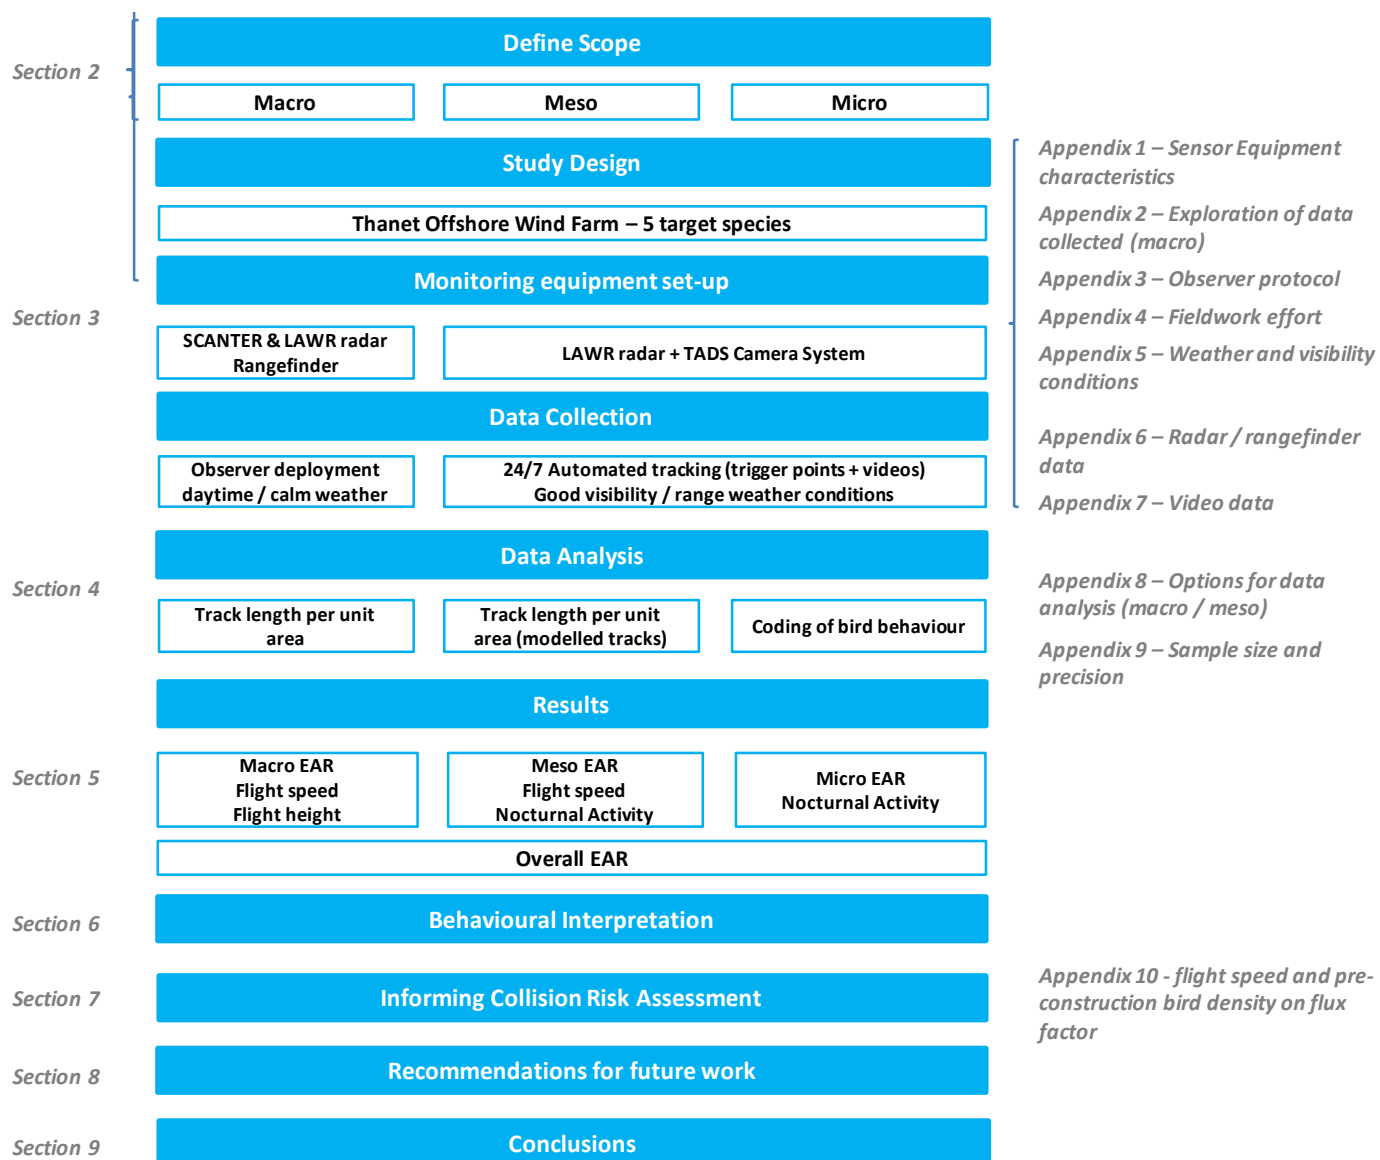 Define Scope
Section 2
Macro
Meso
Micro
Study Design
Appendix 1 – Sensor Equipment
characteristics
Thanet Offshore Wind Farm – 5 target species
Appendix 2 – Exploration of data
collected (macro)
Monitoring equipment set-up
Appendix 3 – Observer protocol
Section 3
Appendix 4 – Fieldwork effort
SCANTER & LAWR radar
Rangefinder
LAWR radar + TADS Camera System
Appendix 5 – Weather and visibility
conditions
Data Collection
Appendix 6 – Radar / rangefinder
data
Observer deployment
daytime / calm weather
24/7 Automated tracking (trigger points + videos)
Good visibility / range weather conditions
Appendix 7 – Video data
Data Analysis
Section 4
Appendix 8 – Options for data
analysis (macro / meso)
Track length per unit
area
Track length per unit
area (modelled tracks)
Coding of bird behaviour
Appendix 9 – Sample size and
precision
Results
Section 5
Macro EAR
Flight speed
Flight height
Meso EAR
Flight speed
Nocturnal Activity
Micro EAR
Nocturnal Activity
Overall EAR
Section 6
Behavioural Interpretation
Section 7
Informing Collision Risk Assessment
Appendix 10 - flight speed and pre-
construction bird density on flux
factor
Section 8
Recommendations for future work
Section 9
Conclusions